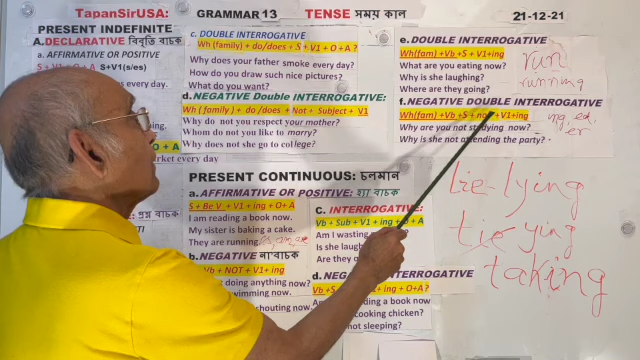 TapanSirUSA: GRAMMAR 13 TENSE সময় কাল 21-12-21
PRESENT INDEFINITE
A. DECLARATIVE বিবৃতি বাচক
a. AFFIRMATIVE OR POSITIVE
S+V1(s/es)
every day.
ing.
O + A
market every day
প্রশ্ন বাচক
c. DOUBLE INTERROGATIVE
Wh (family) + do/does + S + V1 + O + A ?
Why does your father smoke every day?
How do you draw such nice pictures?
What do you want?
d. NEGATIVE Double INTERROGATIVE:
Wh ( family ) + do /does + Not + Subject + V1
Why do not you respect your mother?
Whom do not you like to marry?
Why does not she go to college?
PRESENT CONTINUOUS: চলমান
a. AFFIRMATIVE OR POSITIVE: হ্যাঁ বাচক
S + Be V + V1 + ing + O + A
I am reading a book now.
My sister is baking a cake.
They are running.
b. NEGATIVE না বাচক
Vb + NOT + V1+ ing
doing anything now?
swimming now.
shouting now.
C. INTERROGATIVE:
Vb + Sub + V1 + ing + O + A
Am I wasting
Is she laugh
Are they
d. NEGATIVE INTERROGATIVE
ing + O+A ?
reading a book now
cooking chicken?
not sleeping?
e. DOUBLE INTERROGATIVE
Wh(fam) +Vb +S + V1+ing
What are you eating now?
Why is she laughing?
Where are they going?
f. NEGATIVE DOUBLE INTERROGATIVE
Wh(fam) +Vb +S + not +V1+ing
Why are you not studying now?
Why is she not attending the party?
run
running
ing, ed,
er
lie - lying
tie ying
taking